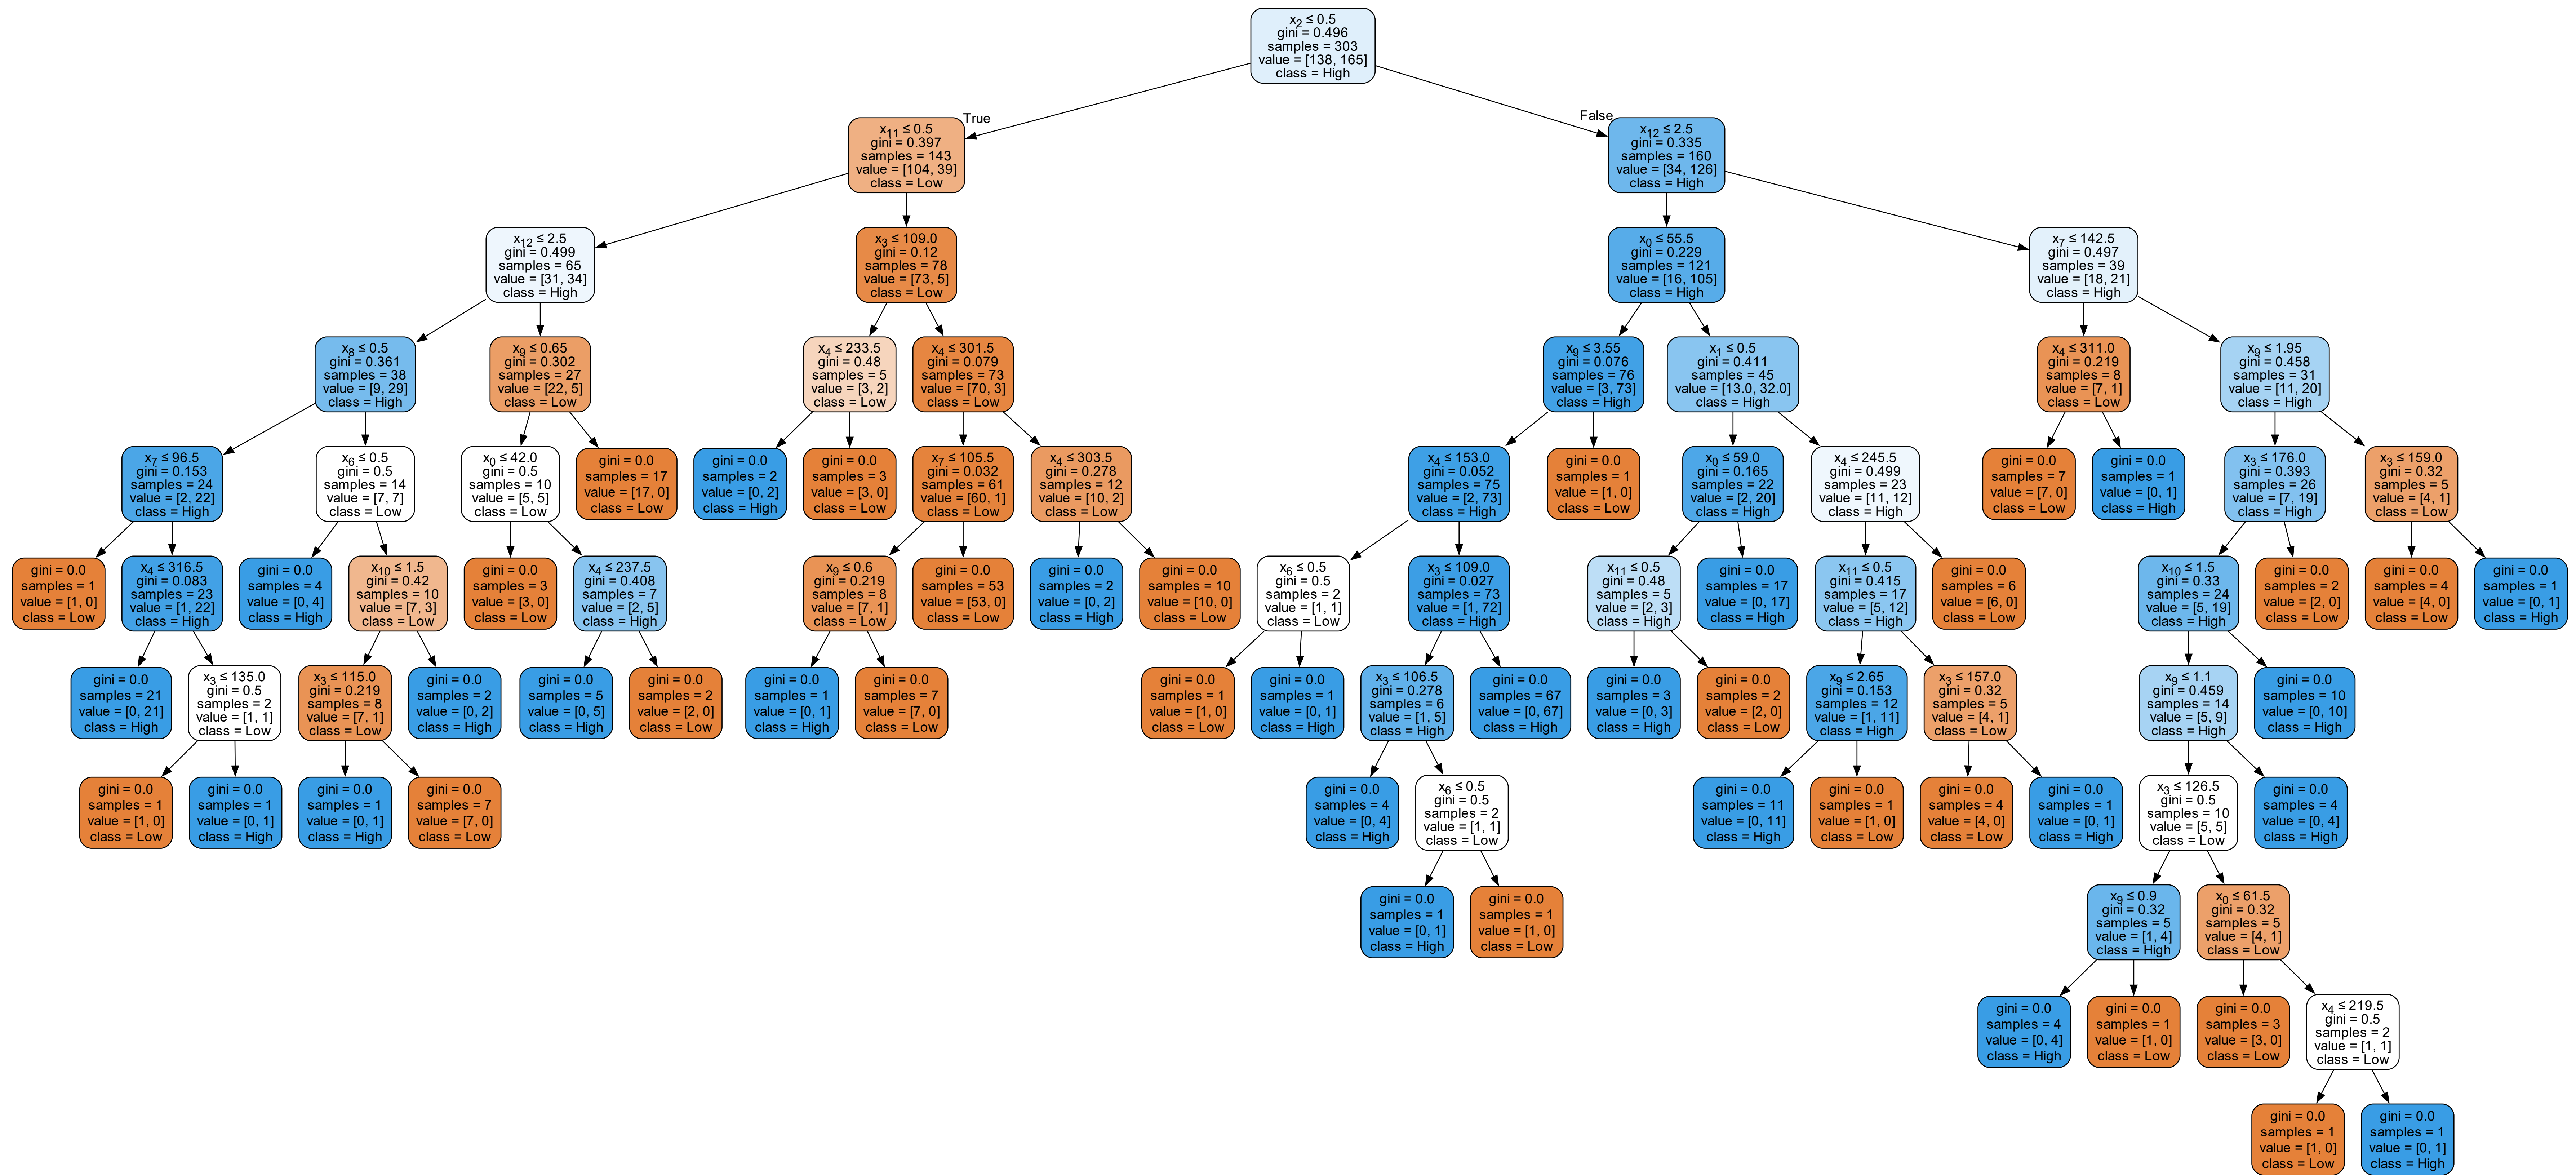 x2 ≤ 0.5
gini = 0.496
samples = 303
value = [138, 165]
class = High
True
False
x11 ≤ 0.5
gini = 0.397
samples = 143
value = [104, 39]
class = Low
x12 ≤ 2.5
gini = 0.335
samples = 160
value = [34, 126]
class = High
x12 ≤ 2.5
gini = 0.499
samples = 65
value = [31, 34]
class = High
x3 ≤ 109.0
gini = 0.12
samples = 78
value = [73, 5]
class = Low
x0 ≤ 55.5
gini = 0.229
samples = 121
value = [16, 105]
class = High
x7 ≤ 142.5
gini = 0.497
samples = 39
value = [18, 21]
class = High
x8 ≤ 0.5
gini = 0.361
samples = 38
value = [9, 29]
class = High
x9 ≤ 0.65
gini = 0.302
samples = 27
value = [22, 5]
class = Low
x4 ≤ 233.5
gini = 0.48
samples = 5
value = [3, 2]
class = Low
x4 ≤ 301.5
gini = 0.079
samples = 73
value = [70, 3]
class = Low
x9 ≤ 3.55
gini = 0.076
samples = 76
value = [3, 73]
class = High
x1 ≤ 0.5
gini = 0.411
samples = 45
value = [13.0, 32.0]
class = High
x4 ≤ 311.0
gini = 0.219
samples = 8
value = [7, 1]
class = Low
x9 ≤ 1.95
gini = 0.458
samples = 31
value = [11, 20]
class = High
x7 ≤ 96.5
gini = 0.153
samples = 24
value = [2, 22]
class = High
x6 ≤ 0.5
gini = 0.5
samples = 14
value = [7, 7]
class = Low
x0 ≤ 42.0
gini = 0.5
samples = 10
value = [5, 5]
class = Low
gini = 0.0
samples = 17
value = [17, 0]
class = Low
gini = 0.0
samples = 2
value = [0, 2]
class = High
gini = 0.0
samples = 3
value = [3, 0]
class = Low
x7 ≤ 105.5
gini = 0.032
samples = 61
value = [60, 1]
class = Low
x4 ≤ 303.5
gini = 0.278
samples = 12
value = [10, 2]
class = Low
x4 ≤ 153.0
gini = 0.052
samples = 75
value = [2, 73]
class = High
gini = 0.0
samples = 1
value = [1, 0]
class = Low
x0 ≤ 59.0
gini = 0.165
samples = 22
value = [2, 20]
class = High
x4 ≤ 245.5
gini = 0.499
samples = 23
value = [11, 12]
class = High
gini = 0.0
samples = 7
value = [7, 0]
class = Low
gini = 0.0
samples = 1
value = [0, 1]
class = High
x3 ≤ 176.0
gini = 0.393
samples = 26
value = [7, 19]
class = High
x3 ≤ 159.0
gini = 0.32
samples = 5
value = [4, 1]
class = Low
gini = 0.0
samples = 1
value = [1, 0]
class = Low
x4 ≤ 316.5
gini = 0.083
samples = 23
value = [1, 22]
class = High
gini = 0.0
samples = 4
value = [0, 4]
class = High
x10 ≤ 1.5
gini = 0.42
samples = 10
value = [7, 3]
class = Low
gini = 0.0
samples = 3
value = [3, 0]
class = Low
x4 ≤ 237.5
gini = 0.408
samples = 7
value = [2, 5]
class = High
x9 ≤ 0.6
gini = 0.219
samples = 8
value = [7, 1]
class = Low
gini = 0.0
samples = 53
value = [53, 0]
class = Low
gini = 0.0
samples = 2
value = [0, 2]
class = High
gini = 0.0
samples = 10
value = [10, 0]
class = Low
x6 ≤ 0.5
gini = 0.5
samples = 2
value = [1, 1]
class = Low
x3 ≤ 109.0
gini = 0.027
samples = 73
value = [1, 72]
class = High
x11 ≤ 0.5
gini = 0.48
samples = 5
value = [2, 3]
class = High
gini = 0.0
samples = 17
value = [0, 17]
class = High
x11 ≤ 0.5
gini = 0.415
samples = 17
value = [5, 12]
class = High
gini = 0.0
samples = 6
value = [6, 0]
class = Low
x10 ≤ 1.5
gini = 0.33
samples = 24
value = [5, 19]
class = High
gini = 0.0
samples = 2
value = [2, 0]
class = Low
gini = 0.0
samples = 4
value = [4, 0]
class = Low
gini = 0.0
samples = 1
value = [0, 1]
class = High
gini = 0.0
samples = 21
value = [0, 21]
class = High
x3 ≤ 135.0
gini = 0.5
samples = 2
value = [1, 1]
class = Low
x3 ≤ 115.0
gini = 0.219
samples = 8
value = [7, 1]
class = Low
gini = 0.0
samples = 2
value = [0, 2]
class = High
gini = 0.0
samples = 5
value = [0, 5]
class = High
gini = 0.0
samples = 2
value = [2, 0]
class = Low
gini = 0.0
samples = 1
value = [0, 1]
class = High
gini = 0.0
samples = 7
value = [7, 0]
class = Low
gini = 0.0
samples = 1
value = [1, 0]
class = Low
gini = 0.0
samples = 1
value = [0, 1]
class = High
x3 ≤ 106.5
gini = 0.278
samples = 6
value = [1, 5]
class = High
gini = 0.0
samples = 67
value = [0, 67]
class = High
gini = 0.0
samples = 3
value = [0, 3]
class = High
gini = 0.0
samples = 2
value = [2, 0]
class = Low
x9 ≤ 2.65
gini = 0.153
samples = 12
value = [1, 11]
class = High
x3 ≤ 157.0
gini = 0.32
samples = 5
value = [4, 1]
class = Low
x9 ≤ 1.1
gini = 0.459
samples = 14
value = [5, 9]
class = High
gini = 0.0
samples = 10
value = [0, 10]
class = High
gini = 0.0
samples = 1
value = [1, 0]
class = Low
gini = 0.0
samples = 1
value = [0, 1]
class = High
gini = 0.0
samples = 1
value = [0, 1]
class = High
gini = 0.0
samples = 7
value = [7, 0]
class = Low
gini = 0.0
samples = 4
value = [0, 4]
class = High
x6 ≤ 0.5
gini = 0.5
samples = 2
value = [1, 1]
class = Low
gini = 0.0
samples = 11
value = [0, 11]
class = High
gini = 0.0
samples = 1
value = [1, 0]
class = Low
gini = 0.0
samples = 4
value = [4, 0]
class = Low
gini = 0.0
samples = 1
value = [0, 1]
class = High
x3 ≤ 126.5
gini = 0.5
samples = 10
value = [5, 5]
class = Low
gini = 0.0
samples = 4
value = [0, 4]
class = High
gini = 0.0
samples = 1
value = [0, 1]
class = High
gini = 0.0
samples = 1
value = [1, 0]
class = Low
x9 ≤ 0.9
gini = 0.32
samples = 5
value = [1, 4]
class = High
x0 ≤ 61.5
gini = 0.32
samples = 5
value = [4, 1]
class = Low
gini = 0.0
samples = 4
value = [0, 4]
class = High
gini = 0.0
samples = 1
value = [1, 0]
class = Low
gini = 0.0
samples = 3
value = [3, 0]
class = Low
x4 ≤ 219.5
gini = 0.5
samples = 2
value = [1, 1]
class = Low
gini = 0.0
samples = 1
value = [1, 0]
class = Low
gini = 0.0
samples = 1
value = [0, 1]
class = High